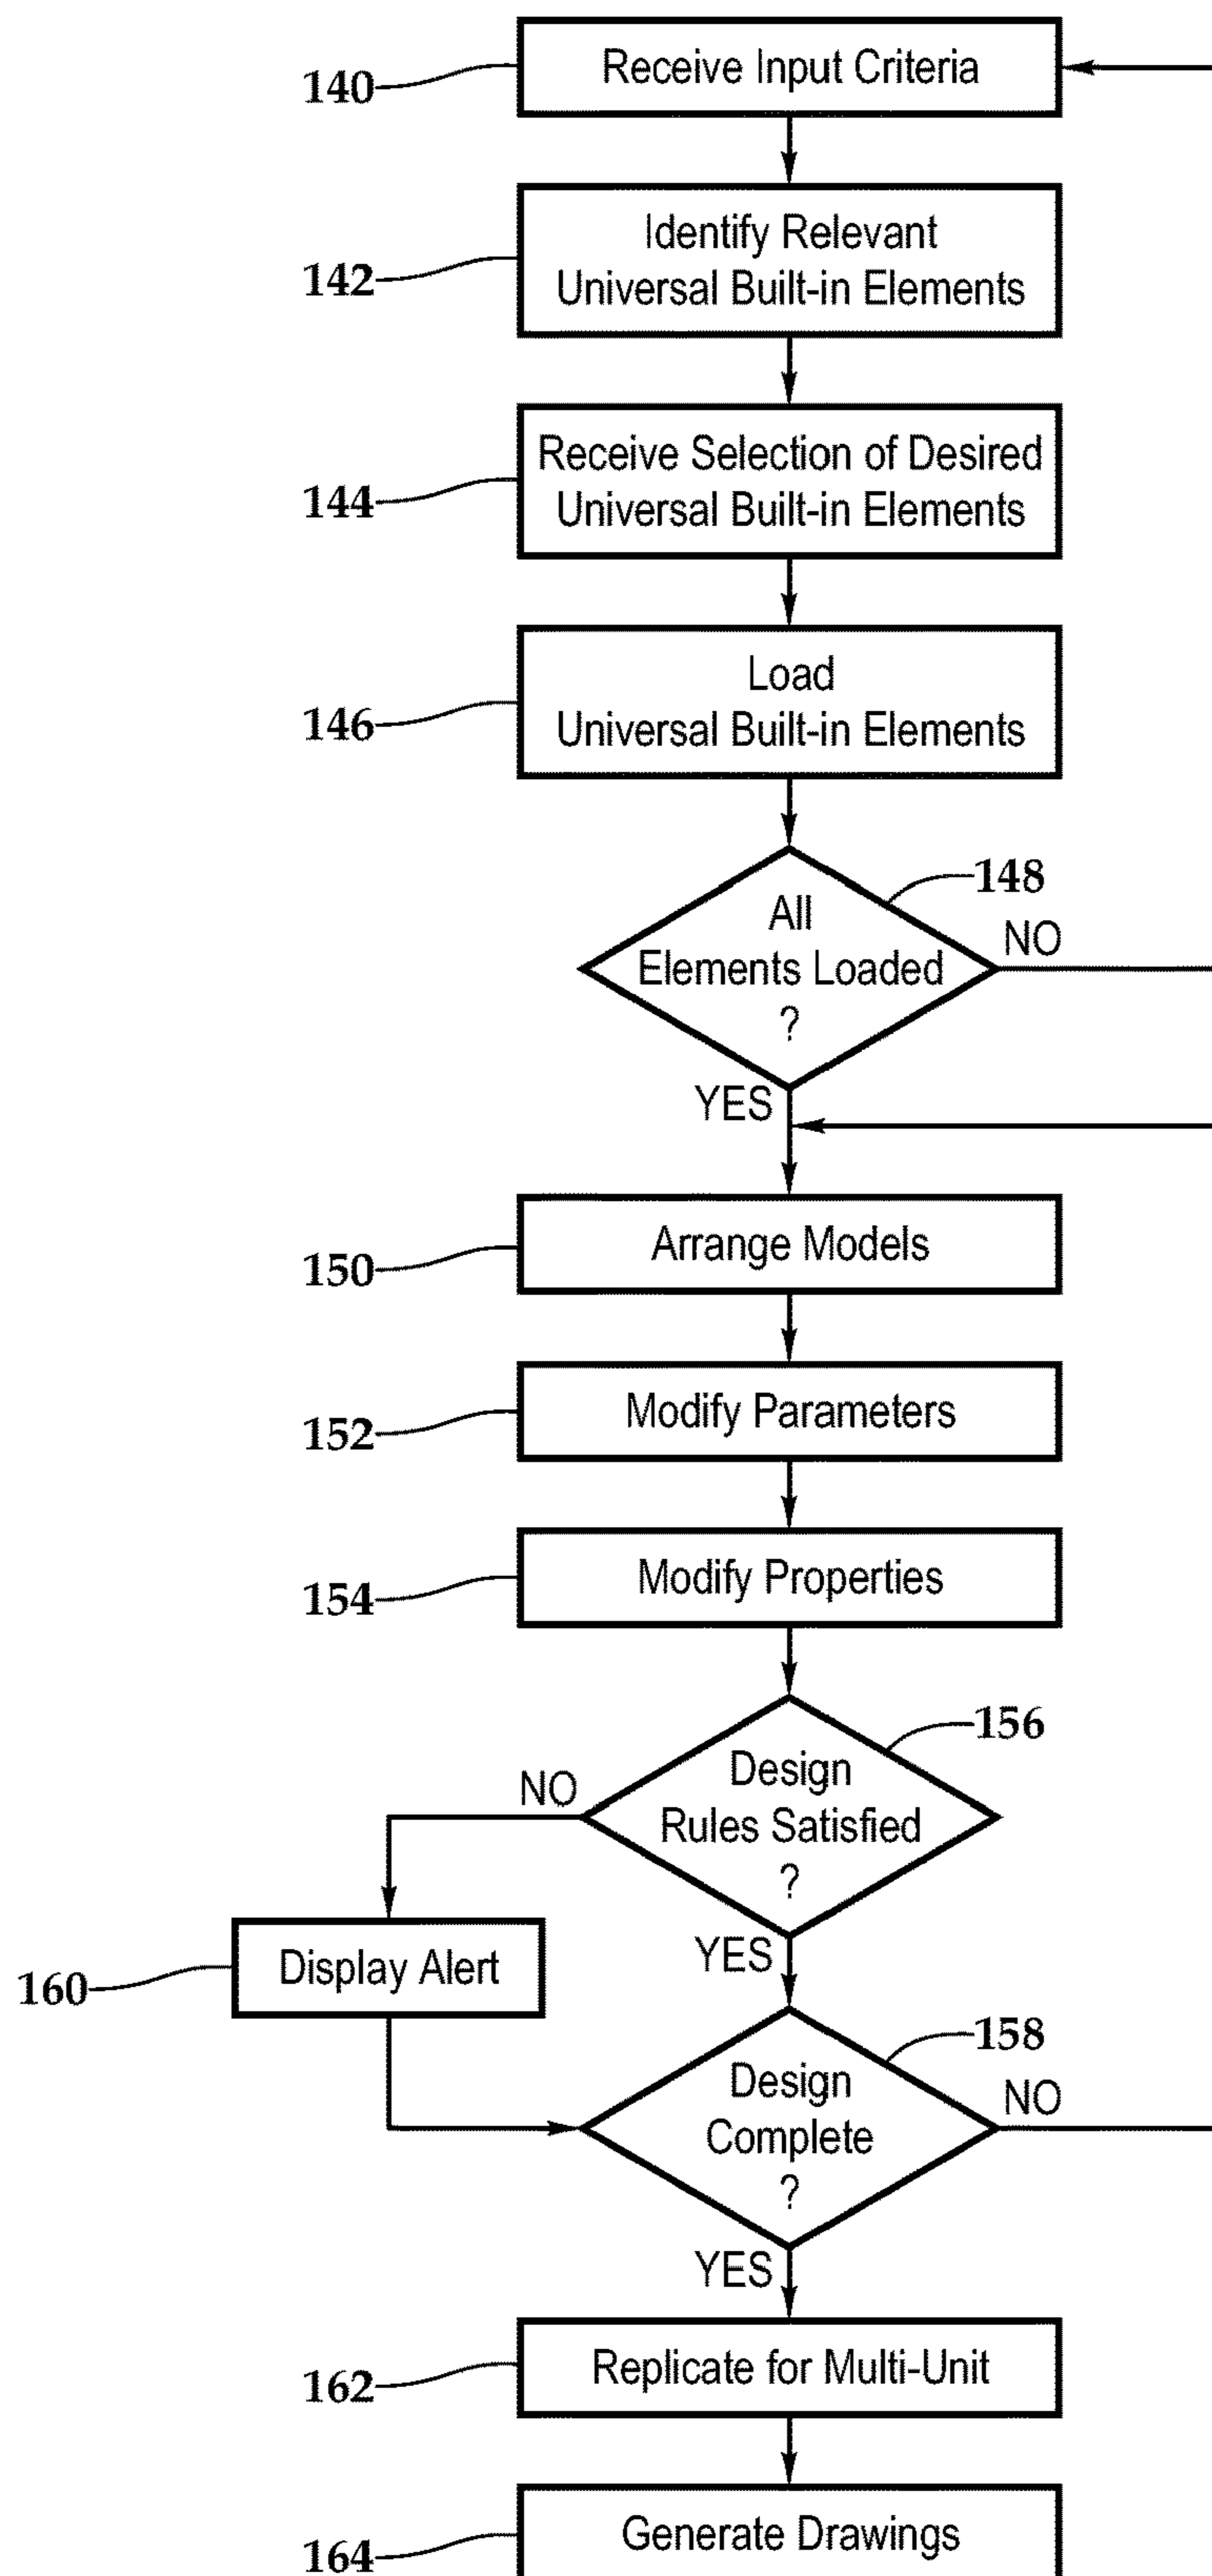 140
Receive Input Criteria
142
Identify Relevant
Universal Built-in Elements
144
Receive Selection of Desired
Universal Built-in Elements
146
Load
Universal Built-in Elements
148
All
Elements Loaded
?
NO
YES
150
Arrange Models
152
Modify Parameters
154
Modify Properties
156
Design
Rules Satisfied
?
NO
YES
160
Display Alert
158
Design
Complete
?
NO
YES
162
Replicate for Multi-Unit
164
Generate Drawings